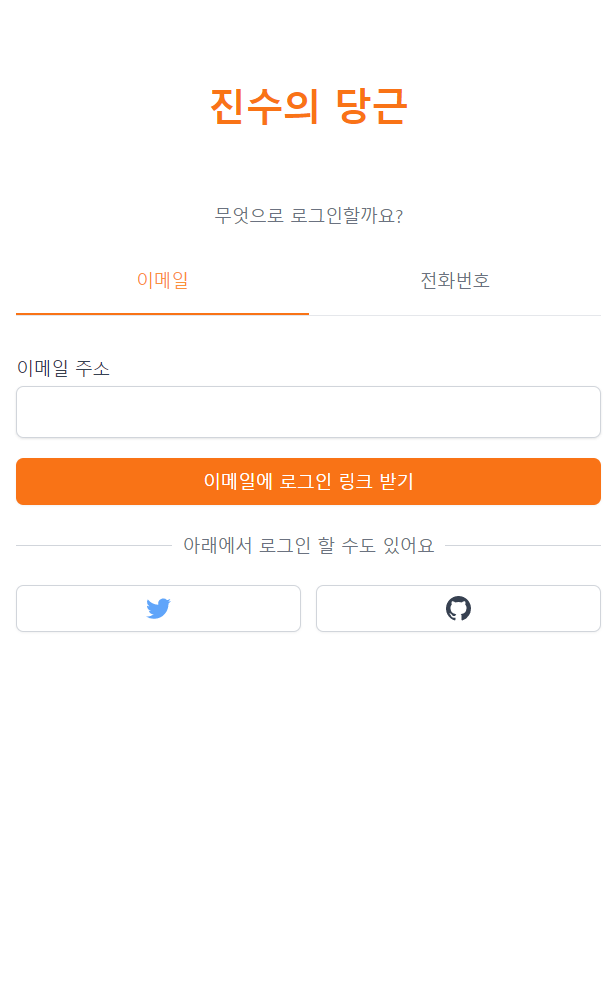 진수의 당근
무엇으로 로그인할까요?
이메일
전화번호
이메일 주소
이메일에 로그인 링크 받기
아래에서 로그인 할 수도 있어요